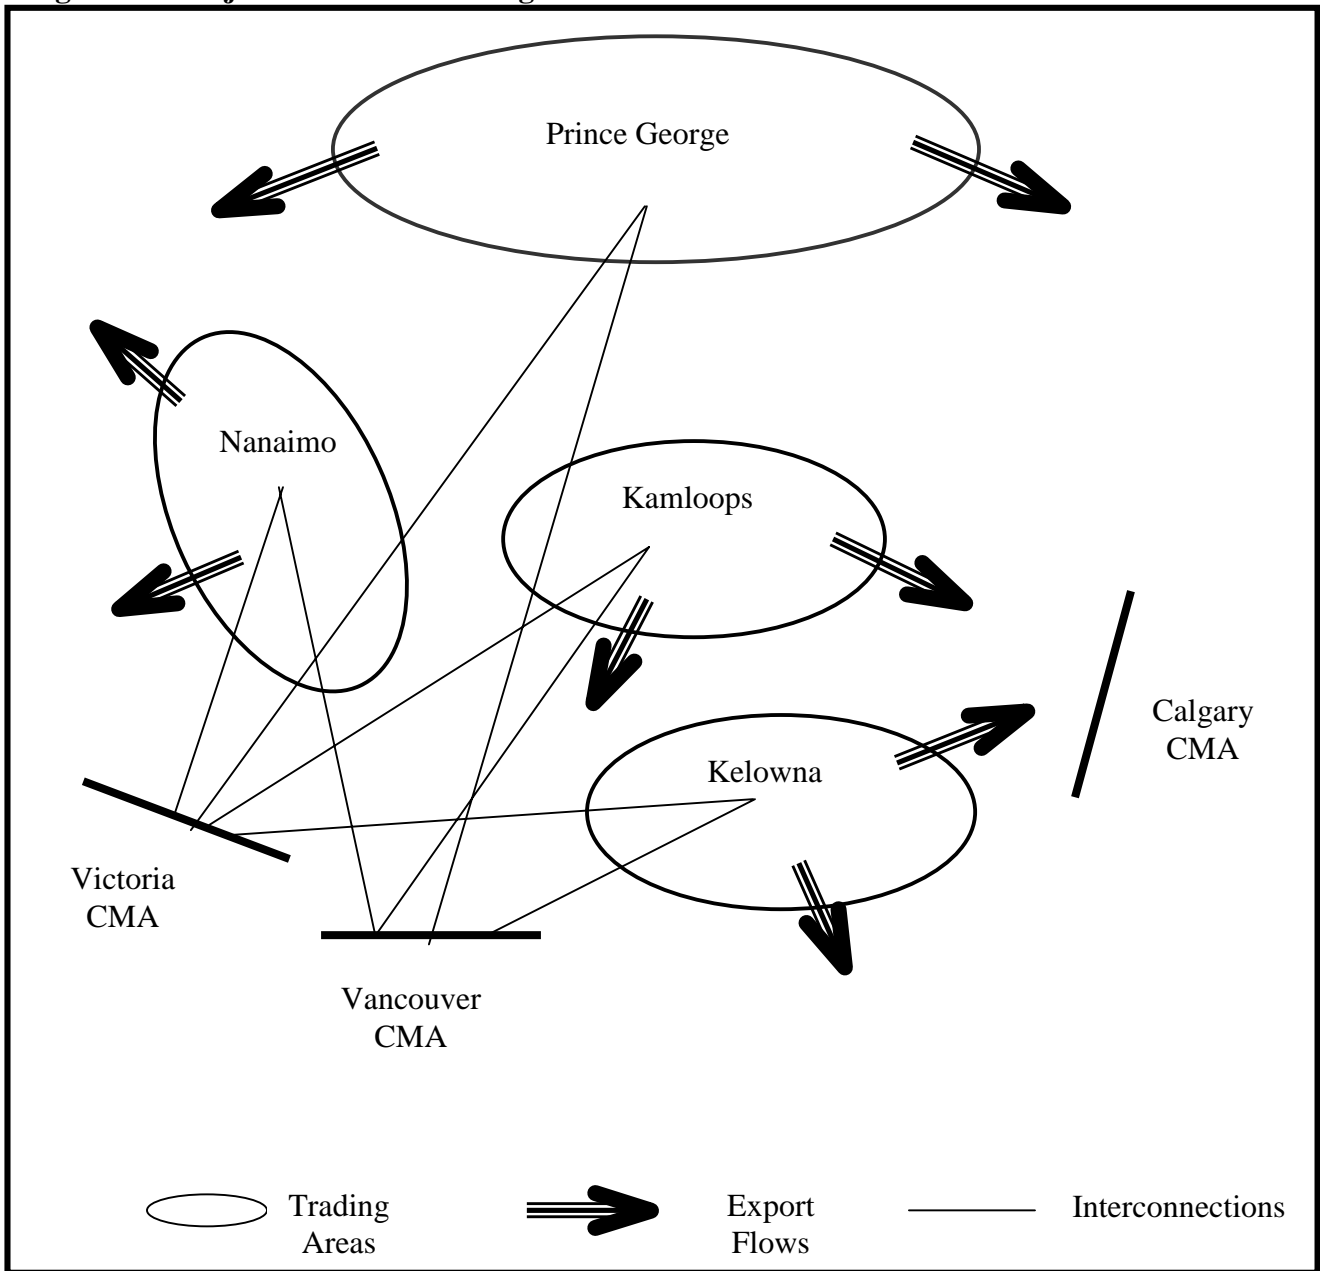 Prince George
Nanaimo
Kamloops
Kelowna
Calgary
CMA
Victoria
CMA
Vancouver
CMA
Trading
Areas
Export
Flows
Interconnections